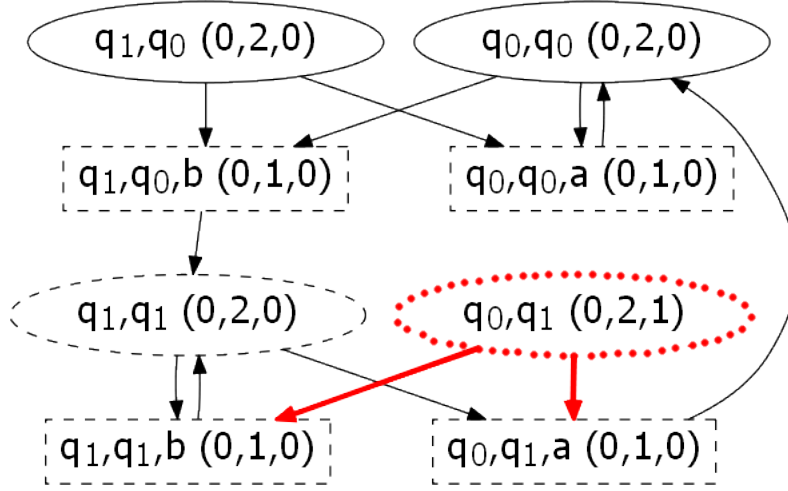 q₁,q₀ (0,2,0)
q₀,q₀ (0,2,0)
q₁,q₀,b (0,1,0)
q₀,q₀,a (0,1,0)
q₁,q₁ (0,2,0)
q₀,q₁ (0,2,1)
q₁,q₁,b (0,1,0)
q₀,q₁,a (0,1,0)